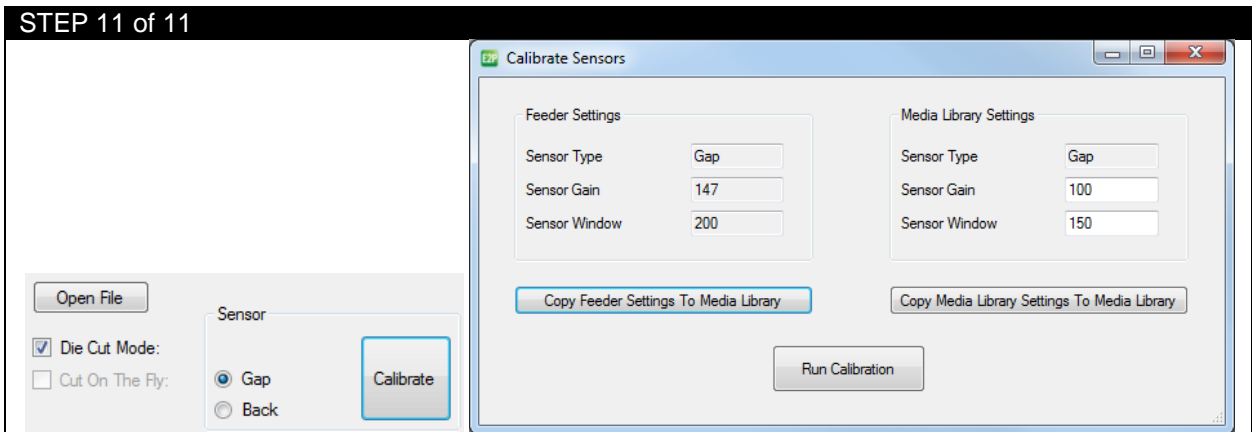 STEP 11 of 11
Open File
Die Cut Mode:
Cut On The Fly:
Sensor
Gap
Back
Calibrate
E2P
Calibrate Sensors
Feeder Settings
Sensor Type Gap
Sensor Gain 147
Sensor Window 200
Media Library Settings
Sensor Type Gap
Sensor Gain 100
Sensor Window 150
Copy Feeder Settings To Media Library
Copy Media Library Settings To Media Library
Run Calibration